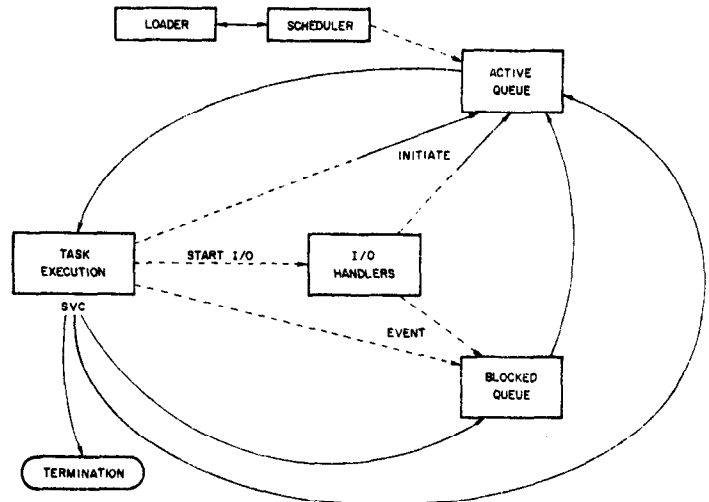 LOADER
SCHEDULER
ACTIVE
QUEUE
INITIATE
TASK
EXECUTION
START I/O
I/O
HANDLERS
SVC
EVENT
BLOCKED
QUEUE
TERMINATION